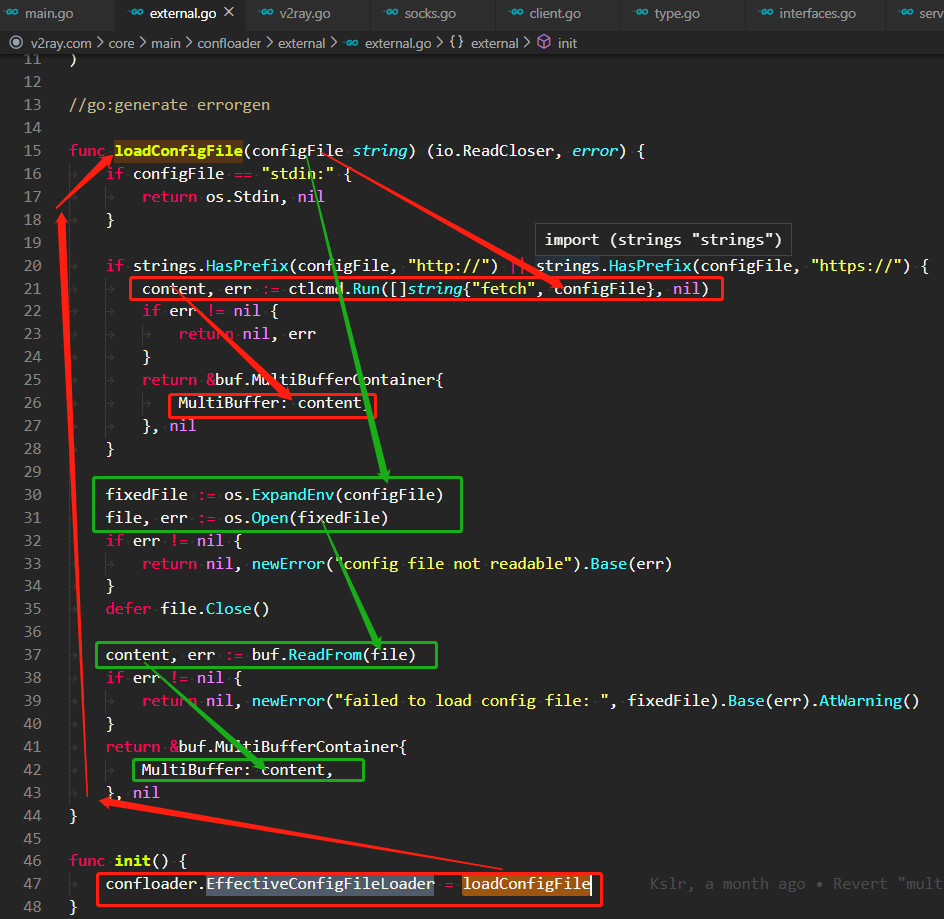 main.go external.go × v2ray.go socks.go client.go type.go interfaces.go serv
v2ray.com > core > main > confloader > external > external.go > {} external > init
11 )
12
13 //go:generate errorgen
14
15 func loadConfigFile(configFile string) (io.ReadCloser, error) {
16 if configFile == "stdin:" {
17 return os.Stdin, nil
18 }
19
import (strings "strings")
20 if strings.HasPrefix(configFile, "http://") || strings.HasPrefix(configFile, "https://") {
21 content, err := ctlcmd.Run([]string{"fetch", configFile}, nil)
22 if err != nil {
23 return nil, err
24 }
25 return &buf.MultiBufferContainer{
26 MultiBuffer: content,
27 }, nil
28 }
29
30 fixedFile := os.ExpandEnv(configFile)
31 file, err := os.Open(fixedFile)
32 if err != nil {
33 return nil, newError("config file not readable").Base(err)
34 }
35 defer file.Close()
36
37 content, err := buf.ReadFrom(file)
38 if err != nil {
39 return nil, newError("failed to load config file: ", fixedFile).Base(err).AtWarning()
40 }
41 return &buf.MultiBufferContainer{
42 MultiBuffer: content,
43 }, nil
44 }
45
46 func init() {
47 confloader.EffectiveConfigFileLoader = loadConfigFile Kslr, a month ago • Revert "mult
48 }